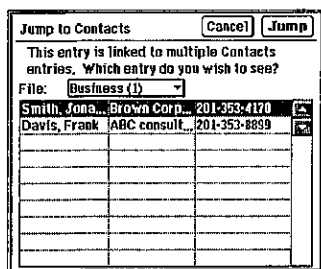 Jump to Contacts Cancel Jump
This entry is linked to multiple Contacts
entries. Which entry do you wish to see?
File: Business (1)
Smith, Jona... Brown Corp... 201-353-4170
Davis, Frank ABC consult... 201-353-8899